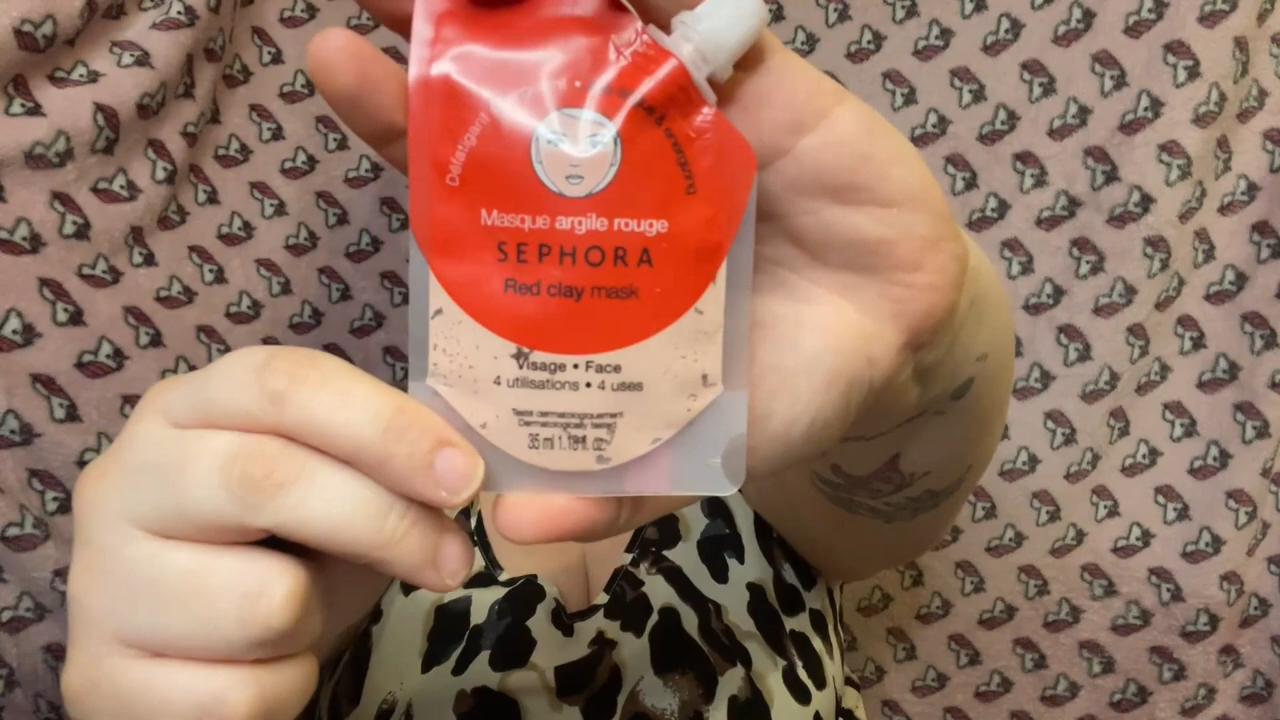 Défatigant
Masque argile rouge
SEPHORA
Red clay mask
Visage • Face
4 utilisations • 4 uses
Testé dermatologiquement
Dermatologically tested
35 ml 1.18 fl. oz